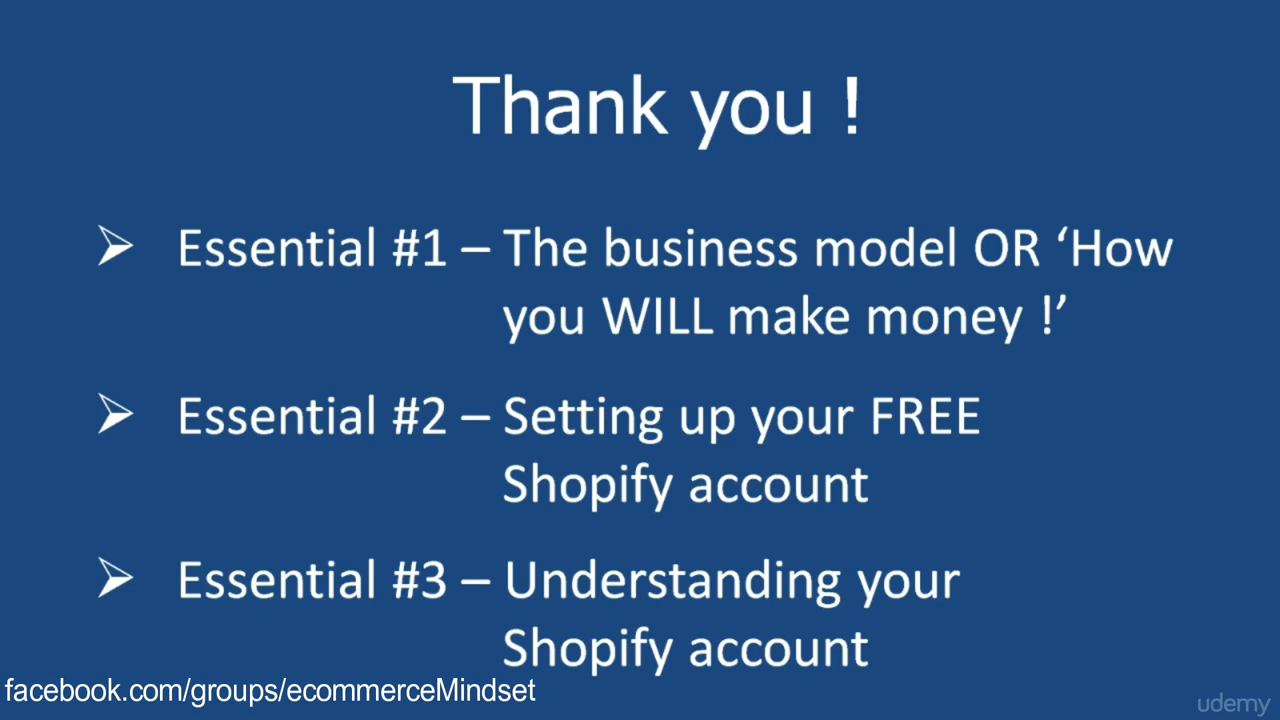 Thank you !
➢ Essential #1 – The business model OR ‘How
you WILL make money !’
➢ Essential #2 – Setting up your FREE
Shopify account
➢ Essential #3 – Understanding your
Shopify account
facebook.com/groups/ecommerceMindset
udemy